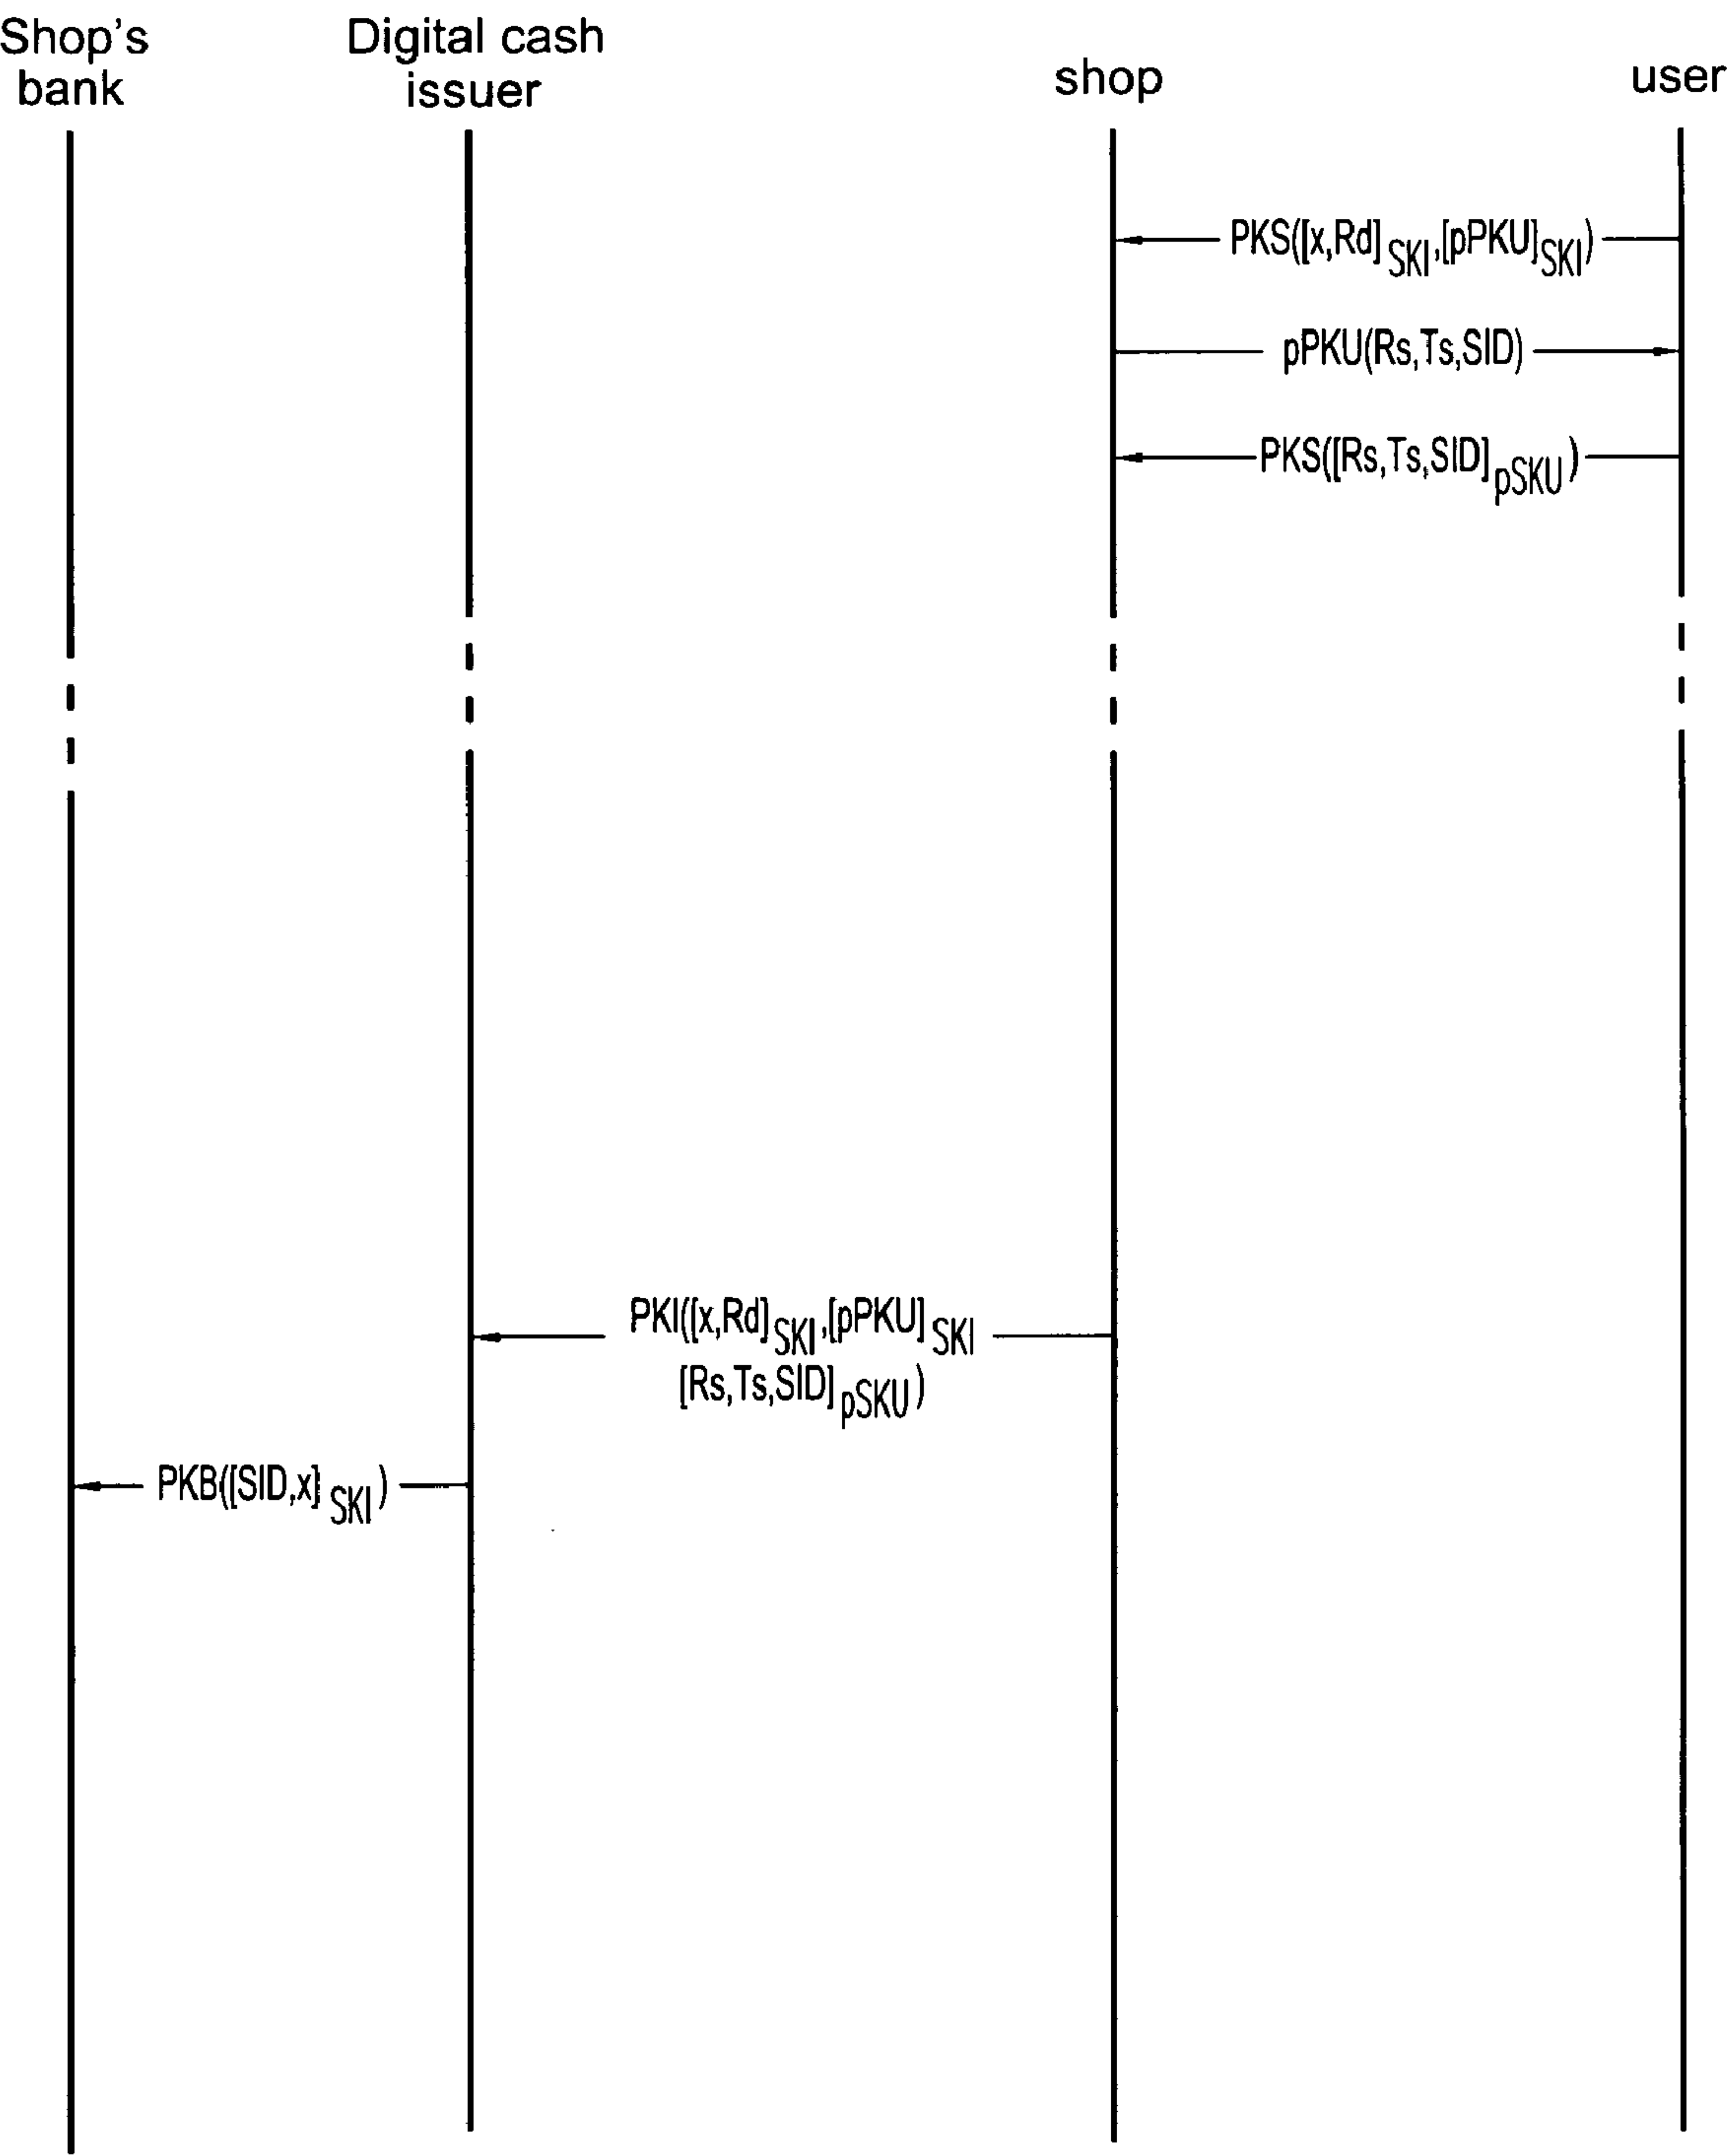 Shop's
bank
Digital cash
issuer
shop
user
PKS([x,Rd]SKI,[pPKU]SKI)
pPKU(Rs,Ts,SID)
PKS([Rs,Ts,SID]pSKU)
PKI([x,Rd]SKI,[pPKU]SKI
[Rs,Ts,SID]pSKU)
PKB([SID,x]SKI)